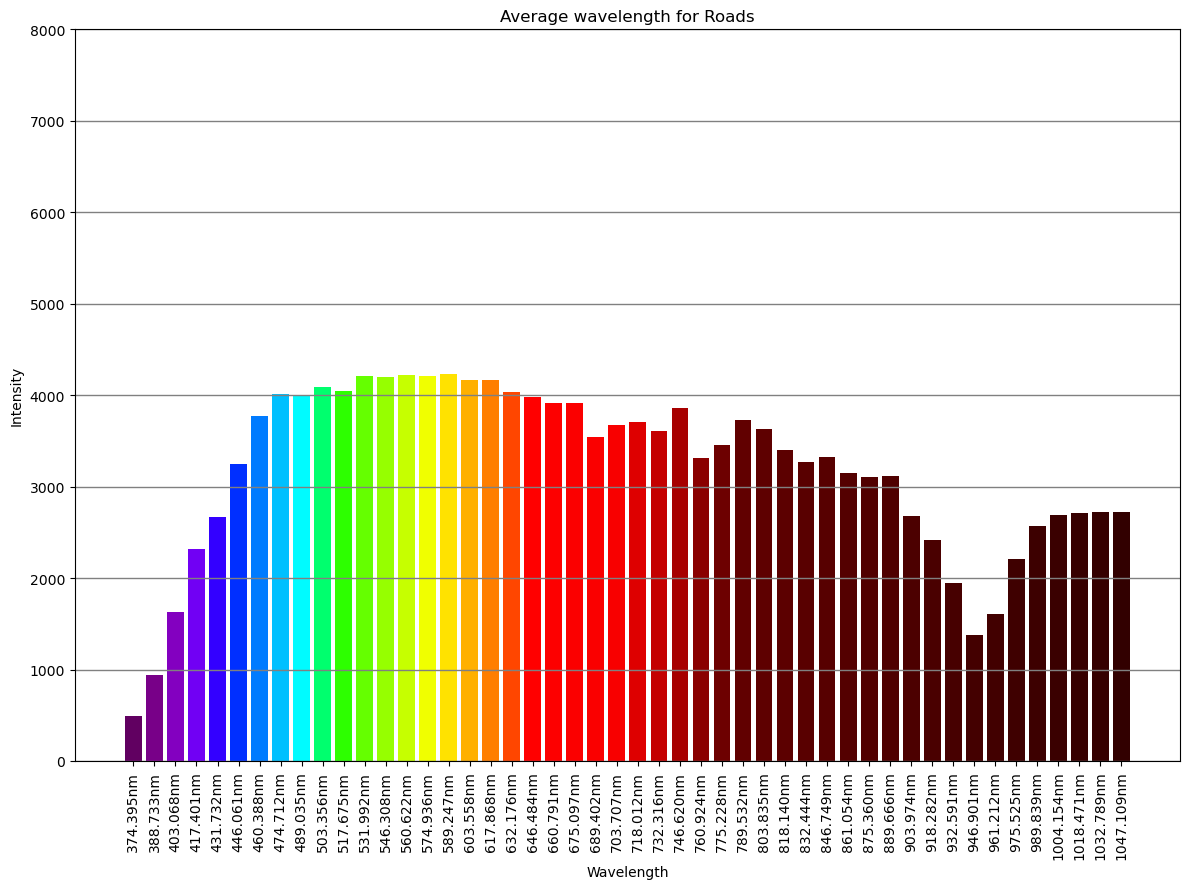 Average wavelength for Roads
8000
7000
6000
5000
4000
3000
2000
1000
0
Intensity
374.395nm
388.733nm
403.068nm
417.401nm
431.732nm
446.061nm
460.388nm
474.712nm
489.035nm
503.356nm
517.675nm
531.992nm
546.308nm
560.622nm
574.936nm
589.247nm
603.558nm
617.868nm
632.176nm
646.484nm
660.791nm
675.097nm
689.402nm
703.707nm
718.012nm
732.316nm
746.620nm
760.924nm
775.228nm
789.532nm
803.835nm
818.140nm
832.444nm
846.749nm
861.054nm
875.360nm
889.666nm
903.974nm
918.282nm
932.591nm
946.901nm
961.212nm
975.525nm
989.839nm
1004.154nm
1018.471nm
1032.789nm
1047.109nm
Wavelength